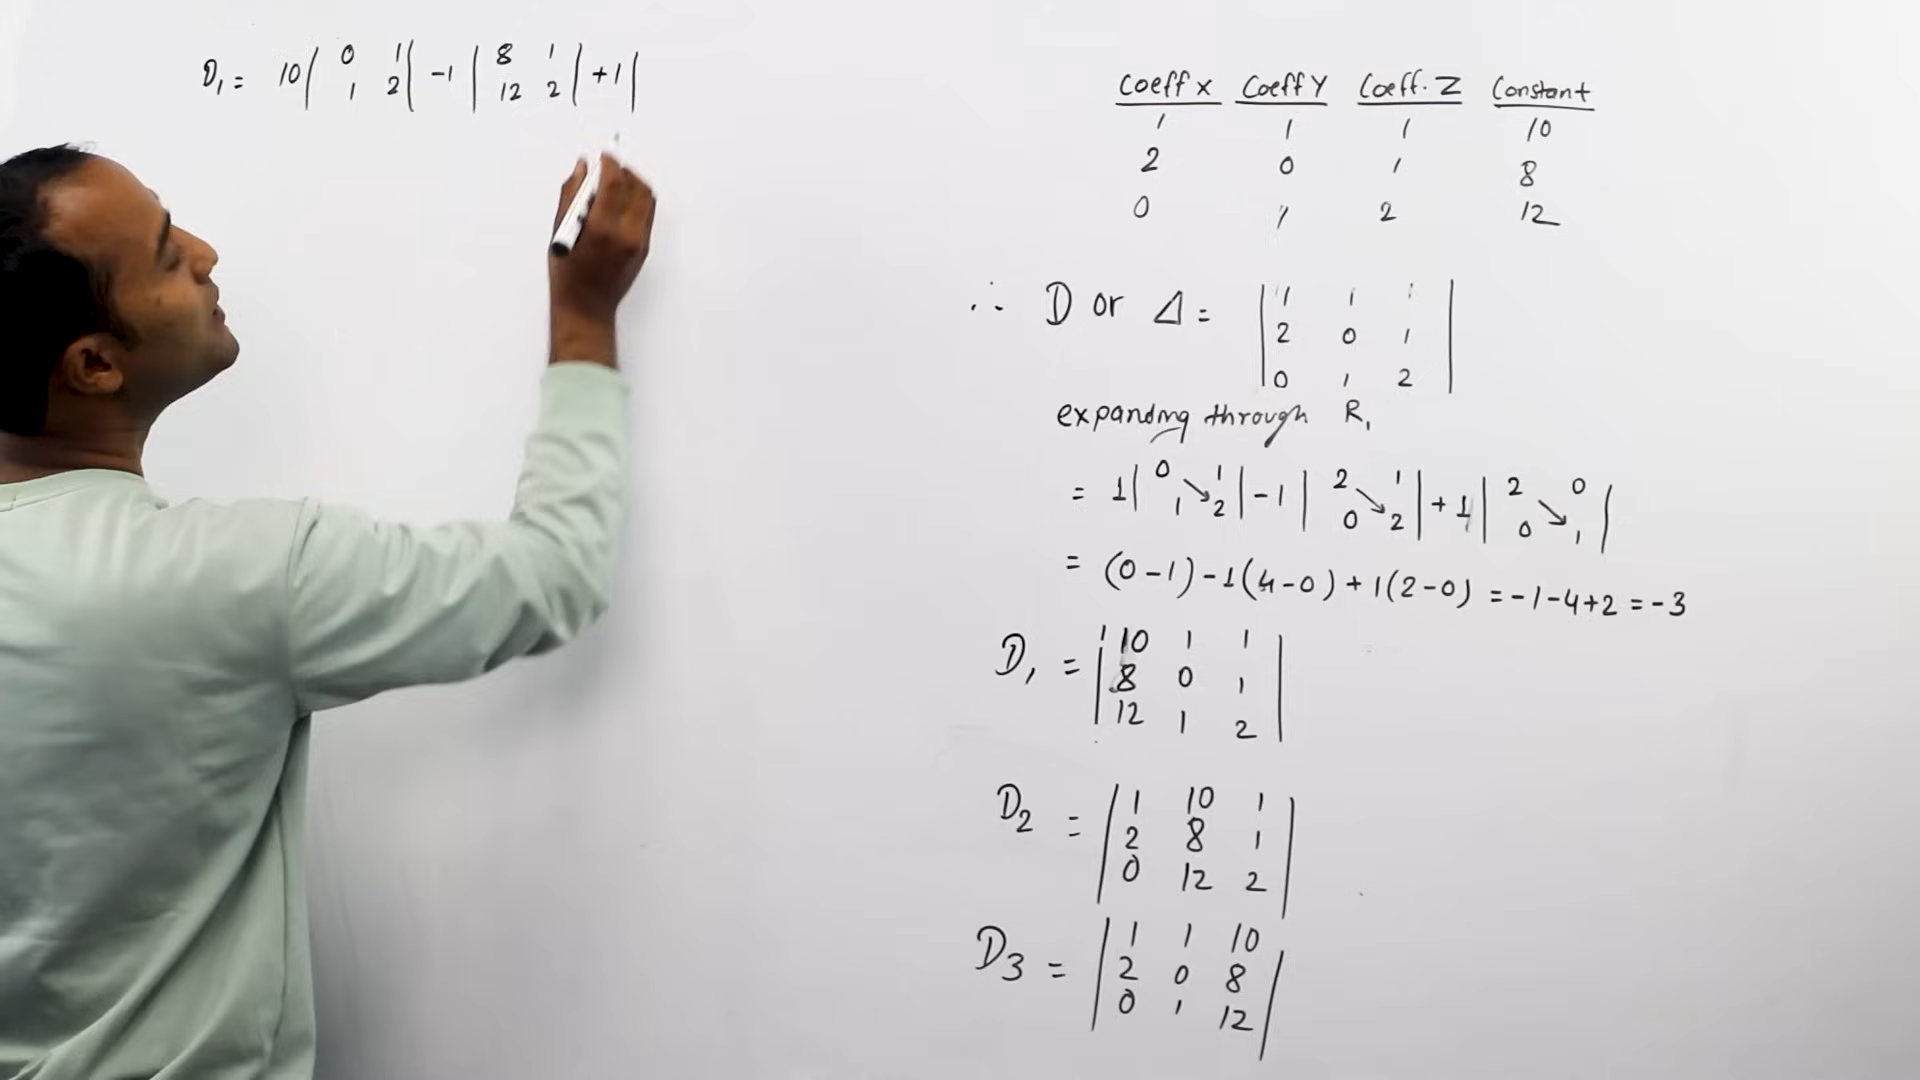 D₁ = 10 | 0 1 | -1 | 8 1 | +1 |
1 2 12 2
Coeff X Coeff Y Coeff. Z Constant
1 1 1 10
2 0 1 8
0 1 2 12
∴ D or Δ = | 1 1 1 |
2 0 1
0 1 2
expanding through R₁
= 1 | 0 1 | -1 | 2 1 | +1 | 2 0 |
1 2 0 2 0 1
= (0-1) -1(4-0) + 1(2-0) = -1-4+2 = -3
D₁ = | 10 1 1 |
8 0 1
12 1 2
D₂ = | 1 10 1 |
2 8 1
0 12 2
D₃ = | 1 1 10 |
2 0 8
0 1 12